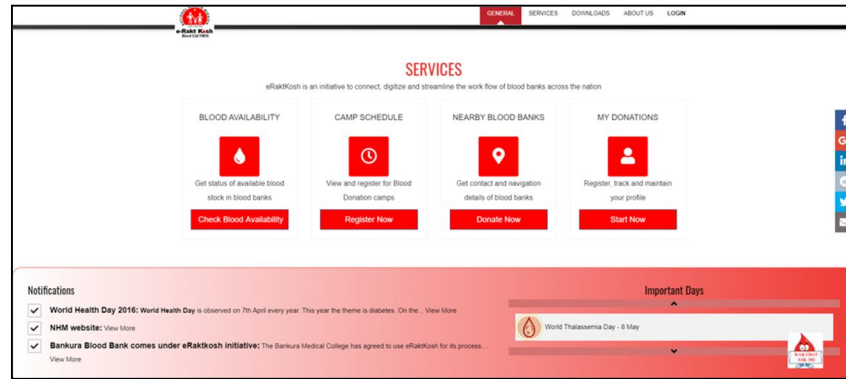 e-Rakt Kosh
GENERAL SERVICES DOWNLOADS ABOUT US LOGIN
SERVICES
eRaktKosh is an initiative to connect, digitize and streamline the work flow of blood banks across the nation
BLOOD AVAILABILITY
Get status of available blood
stock in blood banks
Check Blood Availability
CAMP SCHEDULE
View and register for Blood
Donation camps
Register Now
NEARBY BLOOD BANKS
Get contact and navigation
details of blood banks
Donate Now
MY DONATIONS
Register, track and maintain
your profile
Start Now
Notifications
World Health Day 2016: World Health Day is observed on 7th April every year. This year the theme is diabetes. On the... View More
NHM website: View More
Bankura Blood Bank comes under eRaktkosh initiative: The Bankura Medical College has agreed to use eRaktKosh for its process...
View More
Important Days
World Thalassemia Day - 8 May
ASK ME